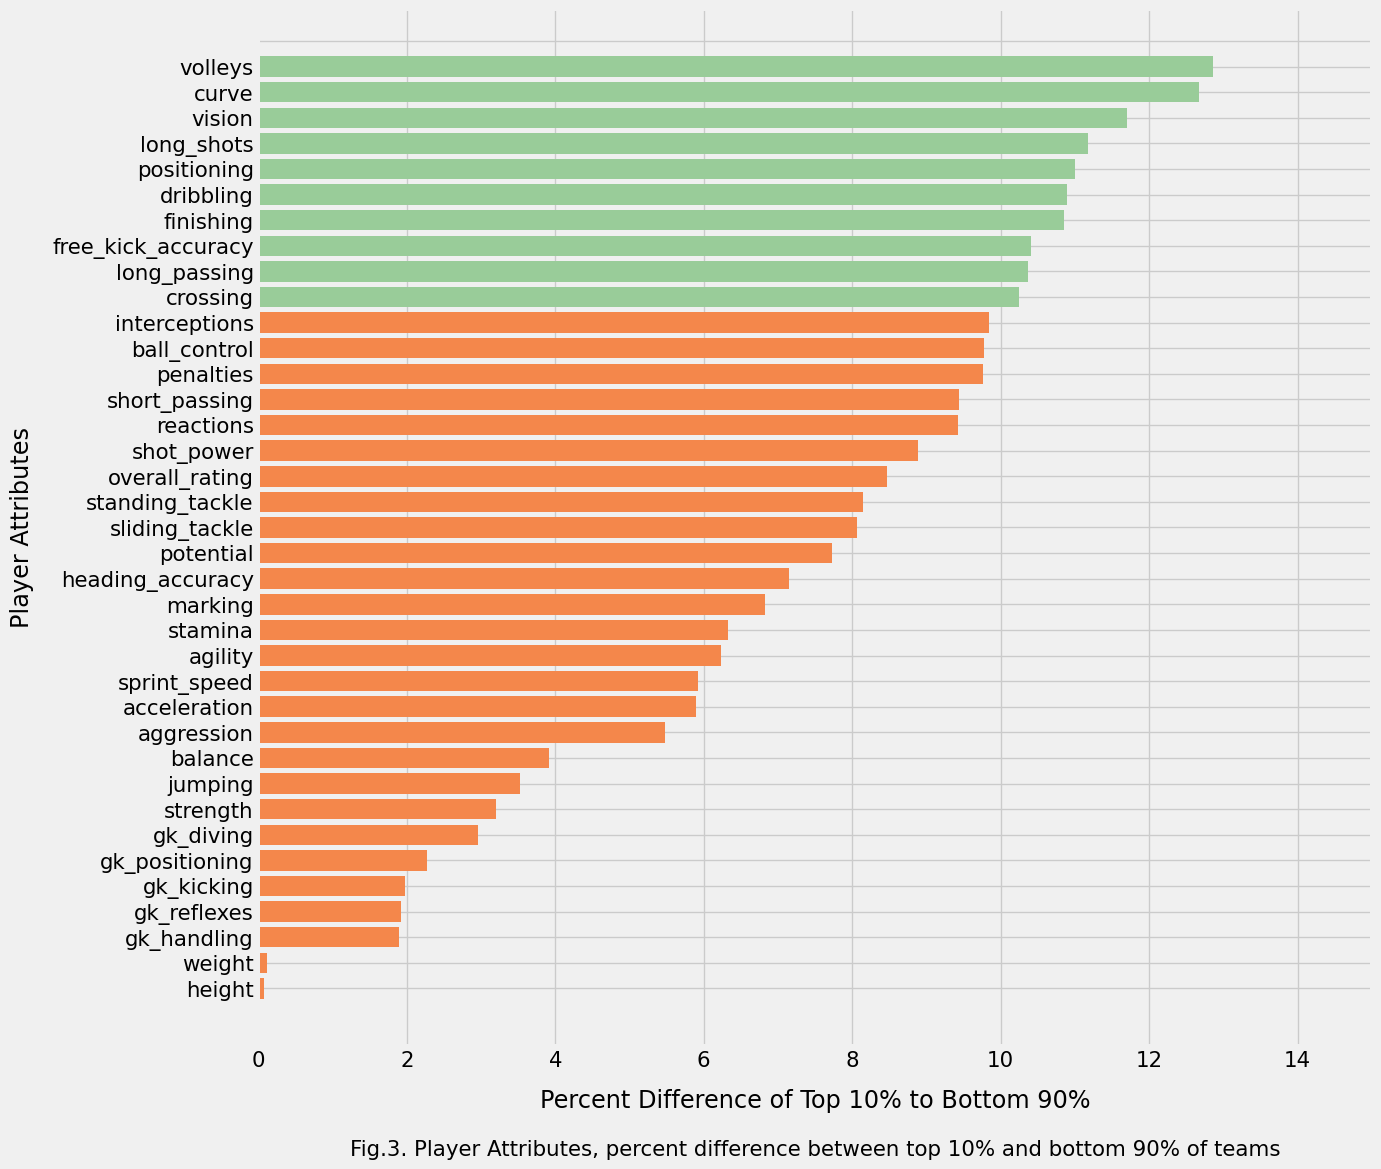 volleys
curve
vision
long_shots
positioning
dribbling
finishing
free_kick_accuracy
long_passing
crossing
interceptions
ball_control
penalties
short_passing
reactions
shot_power
overall_rating
standing_tackle
sliding_tackle
potential
heading_accuracy
marking
stamina
agility
sprint_speed
acceleration
aggression
balance
jumping
strength
gk_diving
gk_positioning
gk_kicking
gk_reflexes
gk_handling
weight
height
Player Attributes
0 2 4 6 8 10 12 14
Percent Difference of Top 10% to Bottom 90%
Fig.3. Player Attributes, percent difference between top 10% and bottom 90% of teams